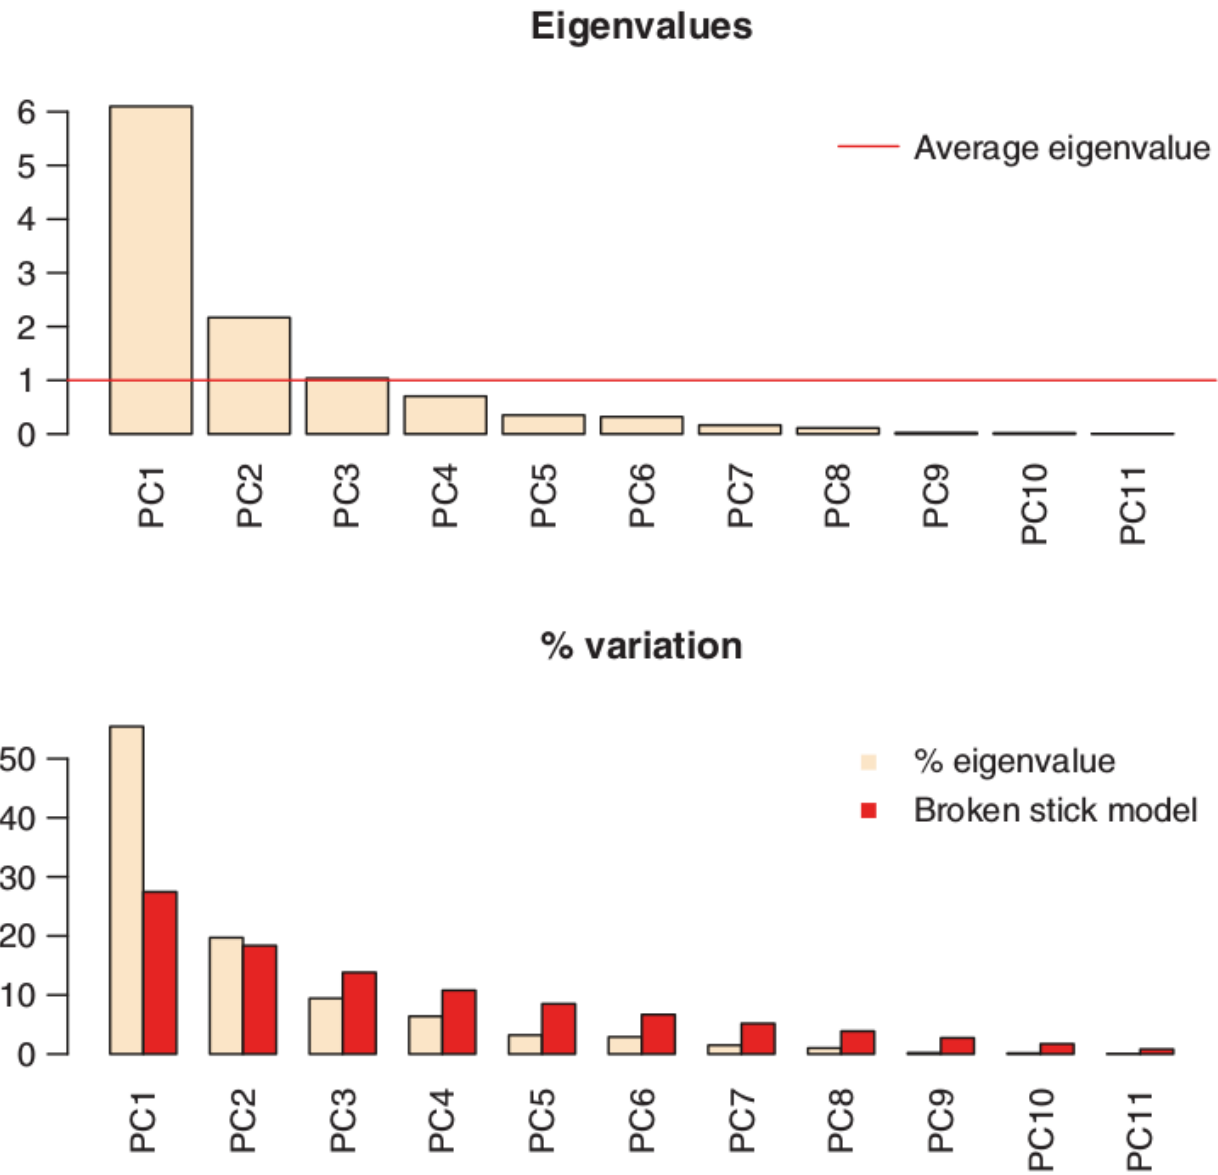 Eigenvalues
6
5
4
3
2
1
0
Average eigenvalue
PC1 PC2 PC3 PC4 PC5 PC6 PC7 PC8 PC9 PC10 PC11
% variation
50
40
30
20
10
0
% eigenvalue
Broken stick model
PC1 PC2 PC3 PC4 PC5 PC6 PC7 PC8 PC9 PC10 PC11